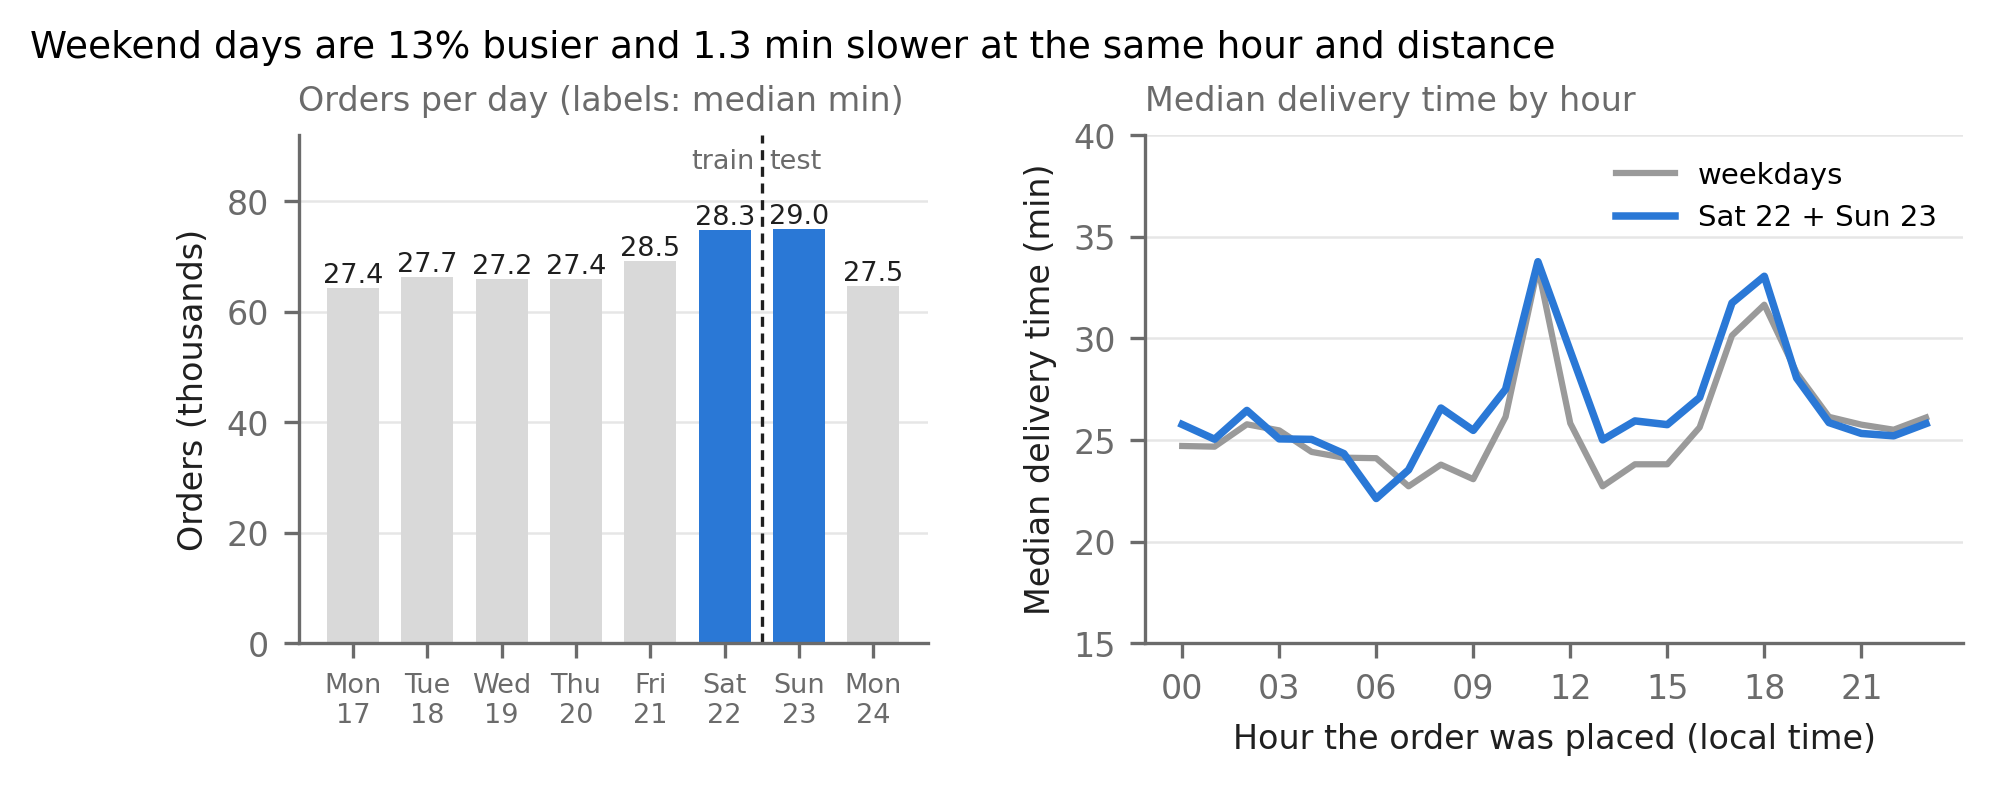 Weekend days are 13% busier and 1.3 min slower at the same hour and distance
Orders per day (labels: median min)
Orders (thousands)
80
60
40
20
0
train
test
27.4
27.7
27.2
27.4
28.5
28.3
29.0
27.5
Mon
17
Tue
18
Wed
19
Thu
20
Fri
21
Sat
22
Sun
23
Mon
24
Median delivery time by hour
Median delivery time (min)
40
35
30
25
20
15
weekdays
Sat 22 + Sun 23
00
03
06
09
12
15
18
21
Hour the order was placed (local time)